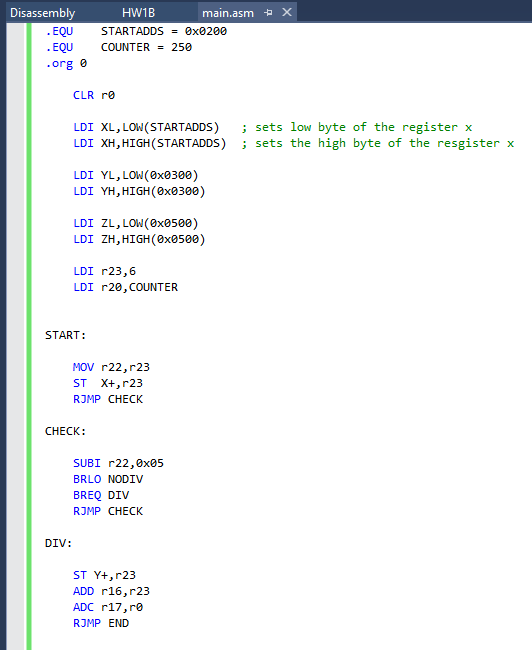 Disassembly HW1B main.asm
.EQU STARTADDS = 0x0200
.EQU COUNTER = 250
.org 0
CLR r0
LDI XL,LOW(STARTADDS) ; sets low byte of the register x
LDI XH,HIGH(STARTADDS) ; sets the high byte of the resgister x
LDI YL,LOW(0x0300)
LDI YH,HIGH(0x0300)
LDI ZL,LOW(0x0500)
LDI ZH,HIGH(0x0500)
LDI r23,6
LDI r20,COUNTER
START:
MOV r22,r23
ST X+,r23
RJMP CHECK
CHECK:
SUBI r22,0x05
BRLO NODIV
BREQ DIV
RJMP CHECK
DIV:
ST Y+,r23
ADD r16,r23
ADC r17,r0
RJMP END